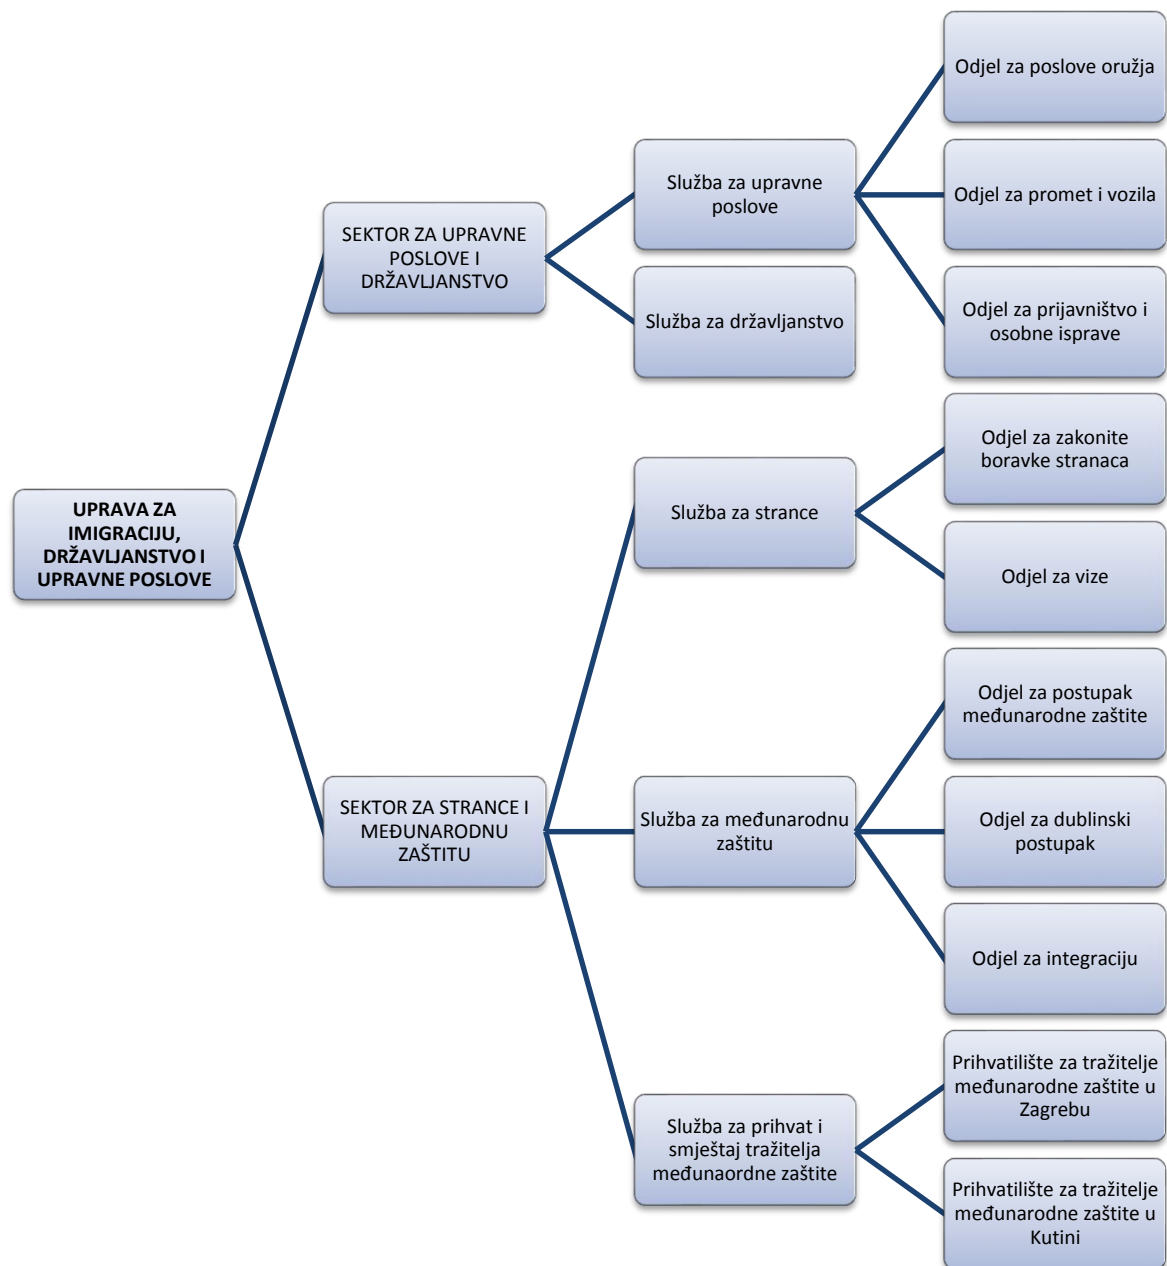 UPRAVA ZA
IMIGRACIJU,
DRŽAVLJANSTVO I
UPRAVNE POSLOVE
SEKTOR ZA UPRAVNE
POSLOVE I
DRŽAVLJANSTVO
Služba za upravne
poslove
Odjel za poslove oružja
Odjel za promet i vozila
Odjel za prijavništvo i
osobne isprave
Služba za državljanstvo
SEKTOR ZA STRANCE I
MEĐUNARODNU
ZAŠTITU
Služba za strance
Odjel za zakonite
boravke stranaca
Odjel za vize
Služba za međunarodnu
zaštitu
Odjel za postupak
međunarodne zaštite
Odjel za dublinski
postupak
Odjel za integraciju
Služba za prihvat i
smještaj tražitelja
međunaordne zaštite
Prihvatilište za tražitelje
međunarodne zaštite u
Zagrebu
Prihvatilište za tražitelje
međunarodne zaštite u
Kutini